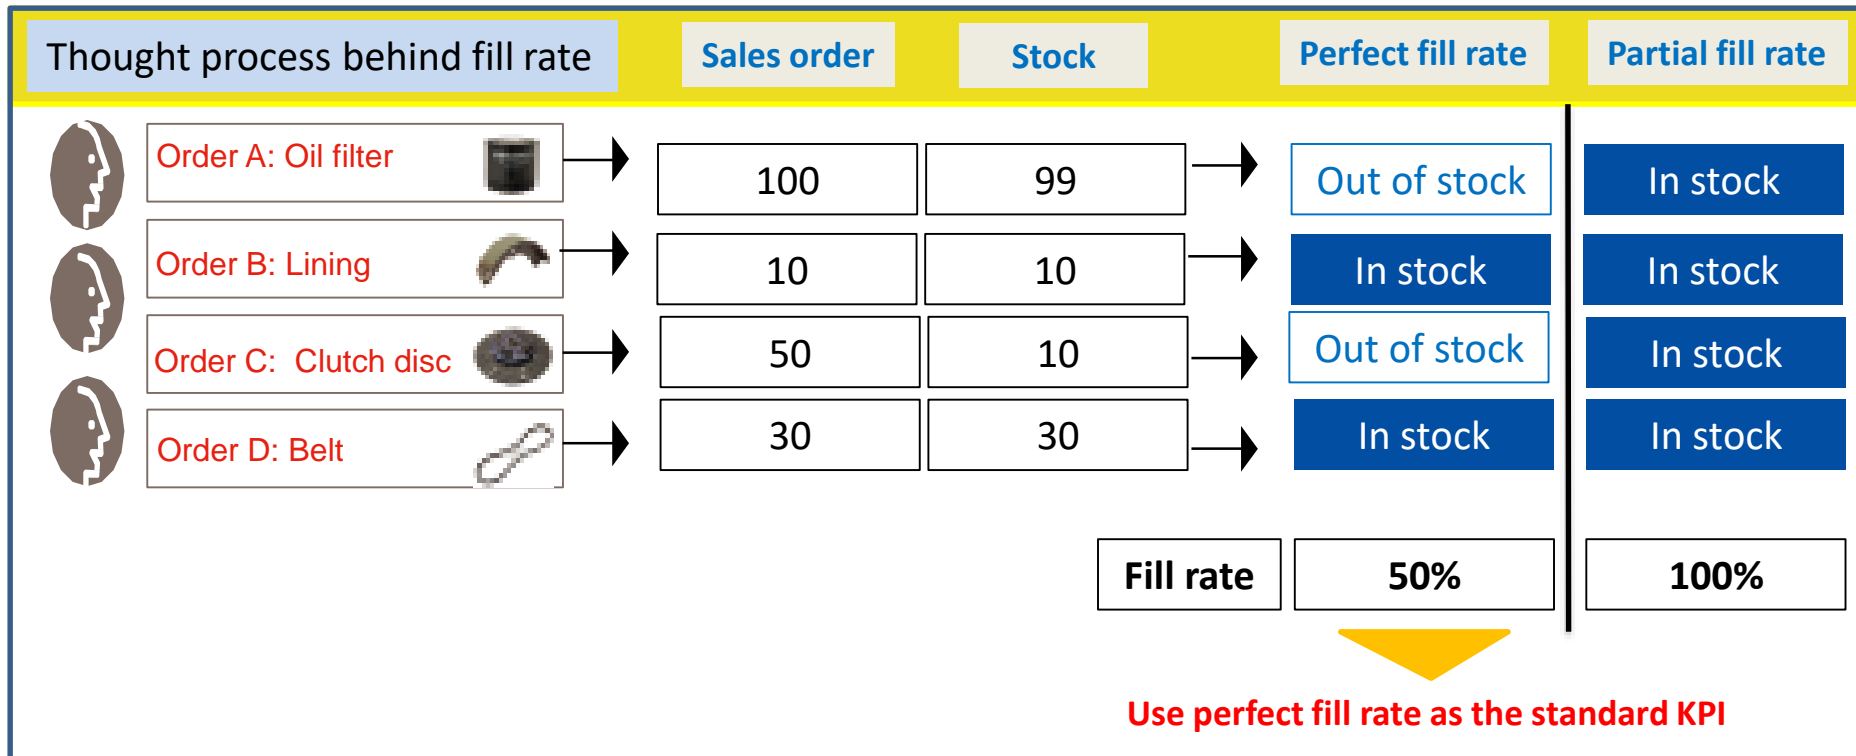 Thought process behind fill rate
Sales order
Stock
Perfect fill rate
Partial fill rate
Order A: Oil filter
100
99
Out of stock
In stock
Order B: Lining
10
10
In stock
In stock
Order C:  Clutch disc
50
10
Out of stock
In stock
Order D: Belt
30
30
In stock
In stock
Fill rate
50%
100%
Use perfect fill rate as the standard KPI